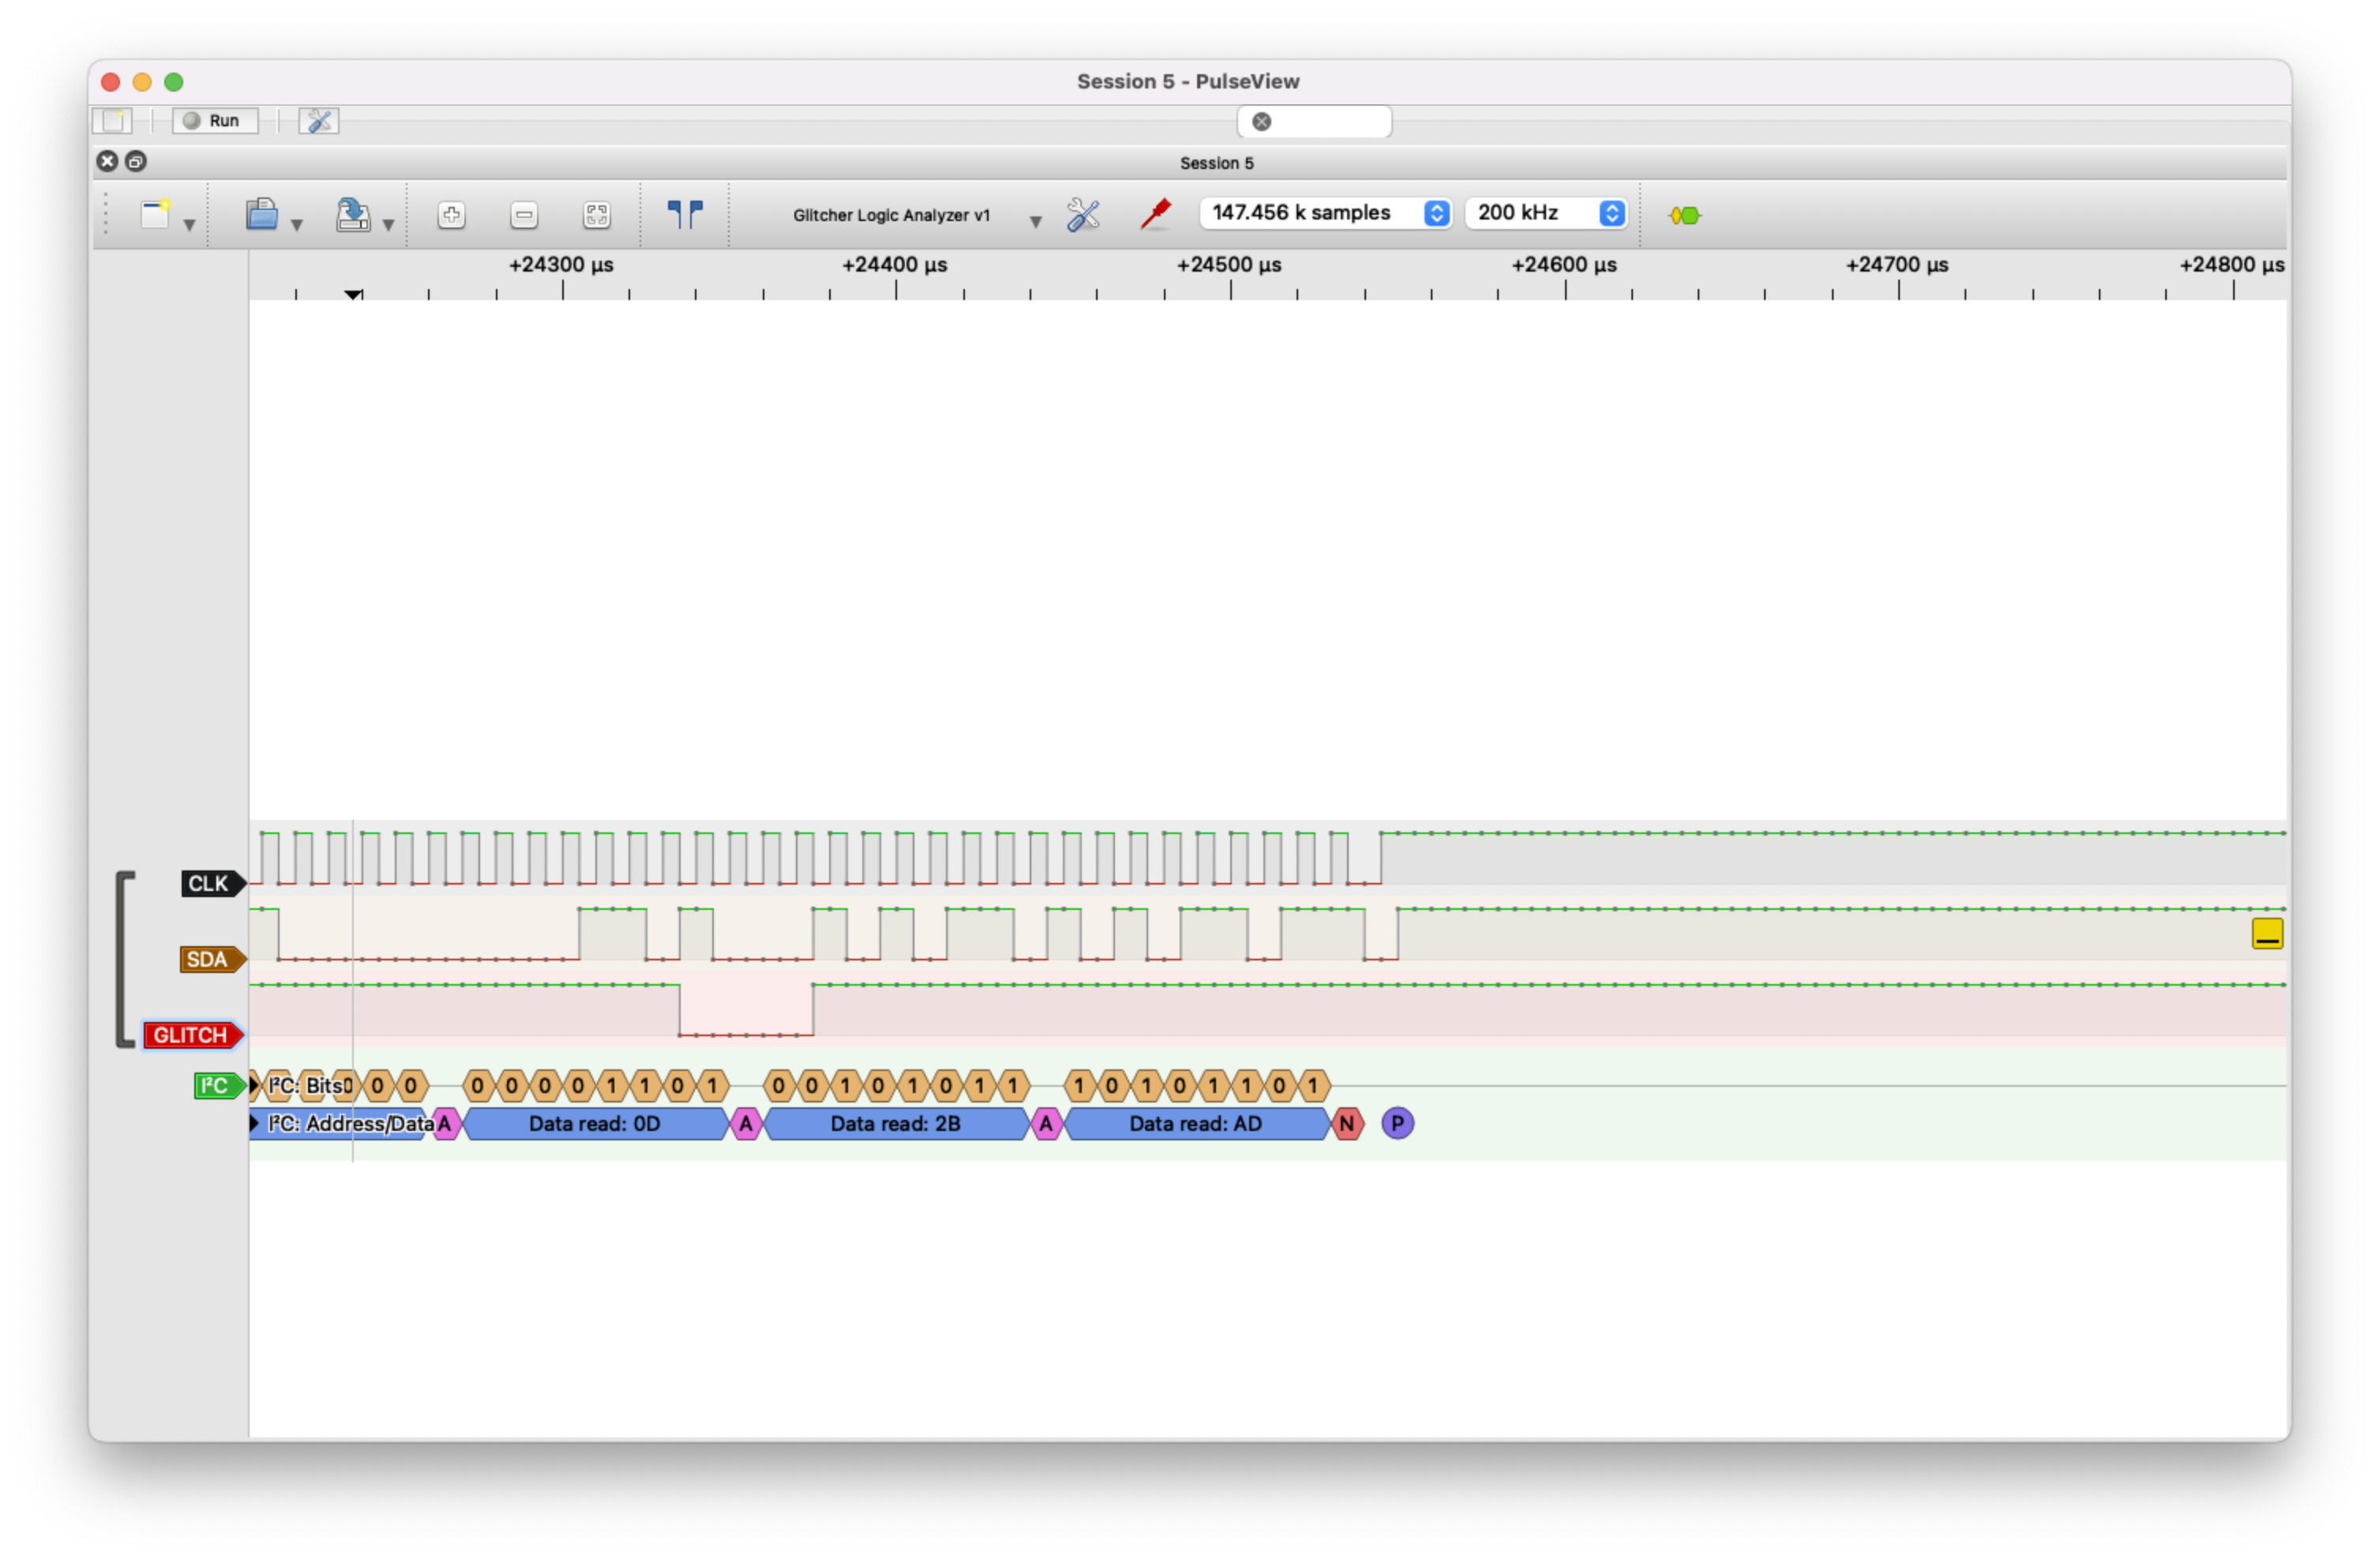 Session 5 - PulseView
Run
Session 5
Glitcher Logic Analyzer v1 147.456 k samples 200 kHz
+24300 µs +24400 µs +24500 µs +24600 µs +24700 µs +24800 µs
CLK
SDA
GLITCH
I²C I²C: Bits 0 0 0 0 0 0 0 1 1 0 1 0 0 1 0 1 0 1 1 1 0 1 0 1 1 0 1
I²C: Address/Data A Data read: 0D A Data read: 2B A Data read: AD N P